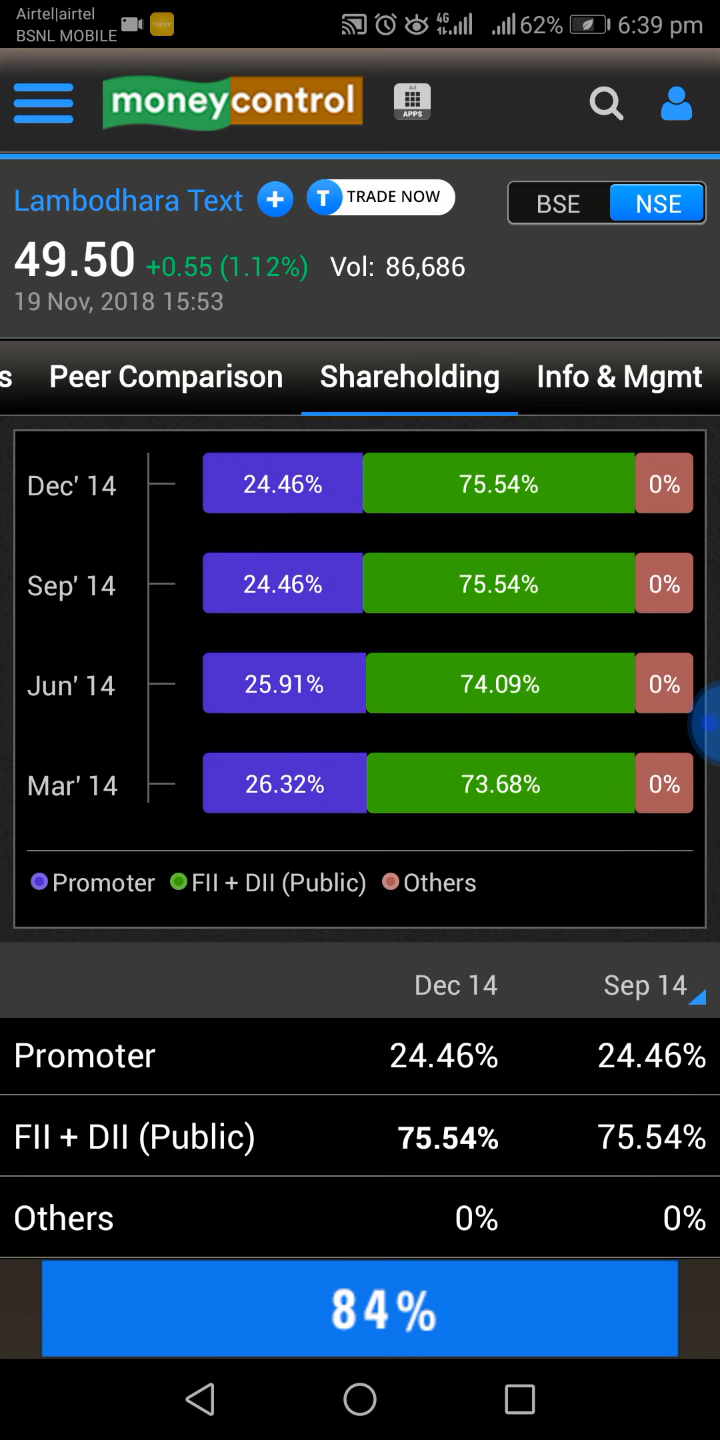 Airtel|airtel
BSNL MOBILE
HONOR
4G
62%
6:39 pm
moneycontrol
Ad
APPS
Lambodhara Text + T TRADE NOW BSE NSE
49.50 +0.55 (1.12%) Vol: 86,686
19 Nov, 2018 15:53
s Peer Comparison Shareholding Info & Mgmt
Dec' 14 24.46% 75.54% 0%
Sep' 14 24.46% 75.54% 0%
Jun' 14 25.91% 74.09% 0%
Mar' 14 26.32% 73.68% 0%
Promoter FII + DII (Public) Others
Dec 14 Sep 14
Promoter 24.46% 24.46%
FII + DII (Public) 75.54% 75.54%
Others 0% 0%
84%